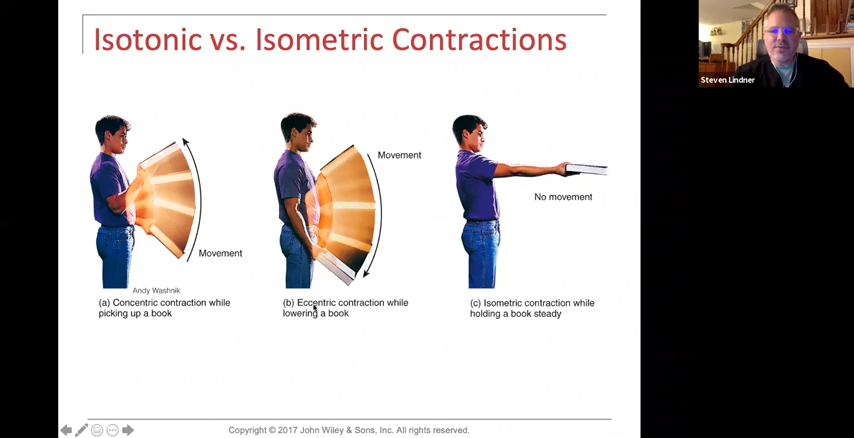 Isotonic vs. Isometric Contractions
Steven Lindner
Movement
Movement
No movement
Andy Washnik
(a) Concentric contraction while
picking up a book
(b) Eccentric contraction while
lowering a book
(c) Isometric contraction while
holding a book steady
Copyright © 2017 John Wiley & Sons, Inc. All rights reserved.